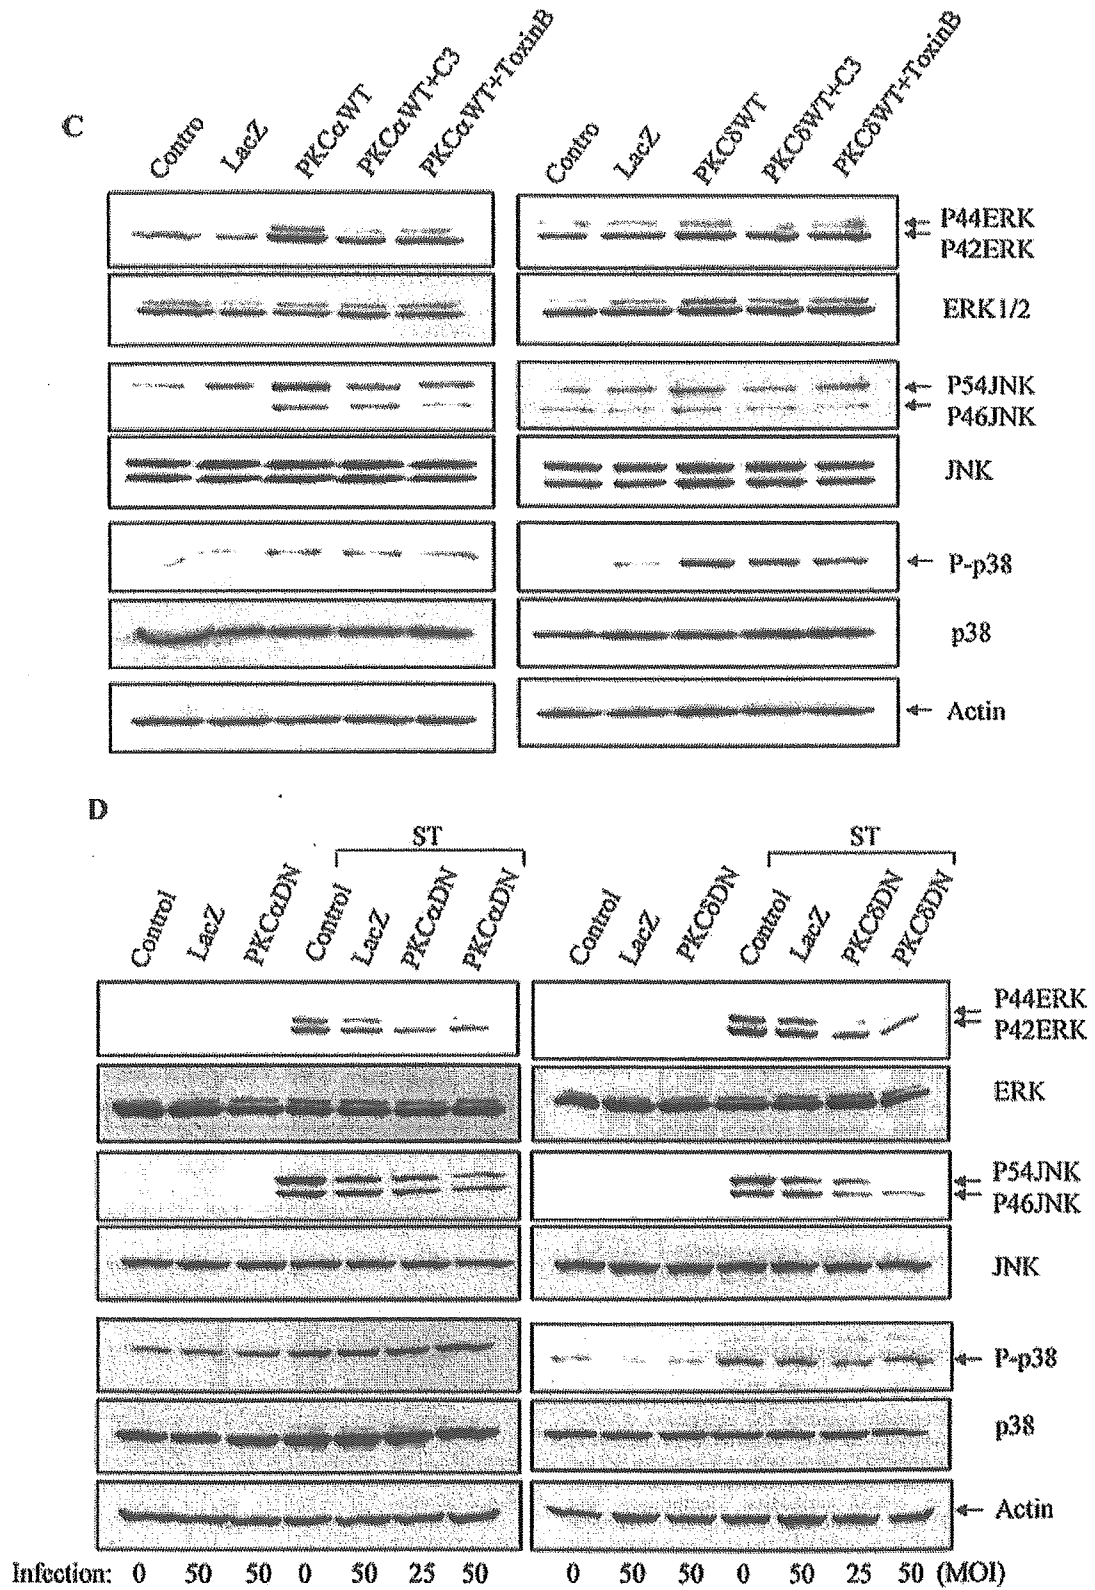 C
Contro
LacZ
PKCαWT
PKCαWT+C3
PKCαWT+ToxinB
Contro
LacZ
PKCδWT
PKCδWT+C3
PKCδWT+ToxinB
P44ERK
P42ERK
ERK1/2
P54JNK
P46JNK
JNK
P-p38
p38
Actin
D
ST
ST
Control
LacZ
PKCαDN
Control
LacZ
PKCαDN
PKCαDN
Control
LacZ
PKCδDN
Control
LacZ
PKCδDN
PKCδDN
P44ERK
P42ERK
ERK
P54JNK
P46JNK
JNK
P-p38
p38
Actin
Infection: 0 50 50 0 50 25 50 0 50 50 0 50 25 50 (MOI)